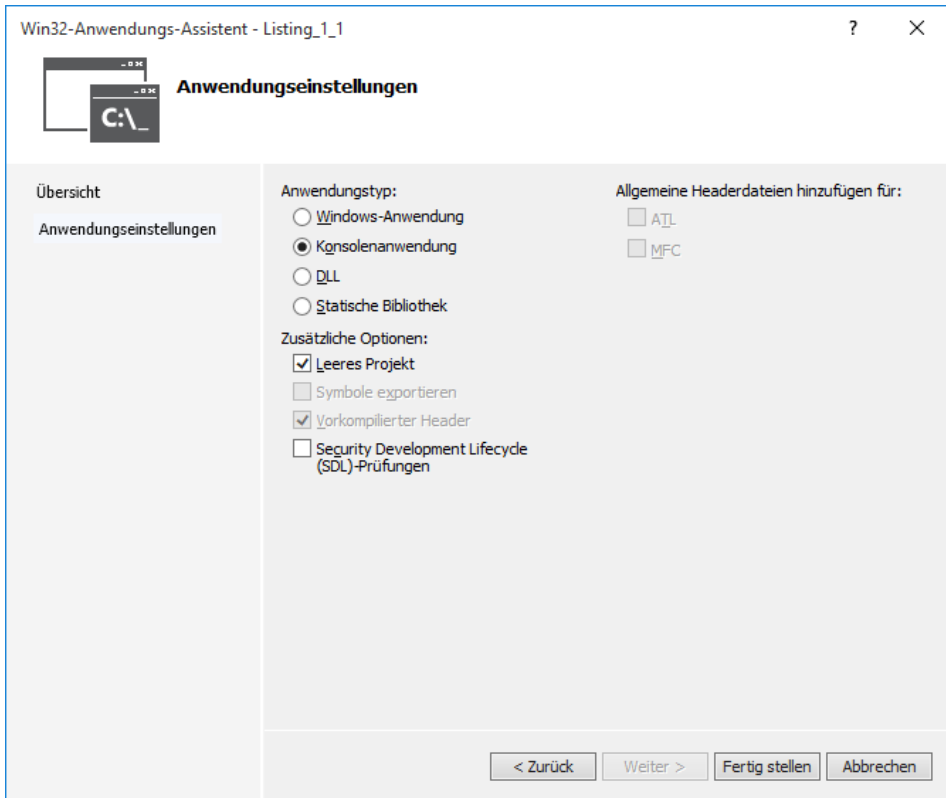 Win32-Anwendungs-Assistent - Listing_1_1
?
C:\_
Anwendungseinstellungen
Übersicht
Anwendungseinstellungen
Anwendungstyp:
Windows-Anwendung
Konsolenanwendung
DLL
Statische Bibliothek
Zusätzliche Optionen:
Leeres Projekt
Symbole exportieren
Vorkompilierter Header
Security Development Lifecycle
(SDL)-Prüfungen
Allgemeine Headerdateien hinzufügen für:
ATL
MFC
< Zurück
Weiter >
Fertig stellen
Abbrechen